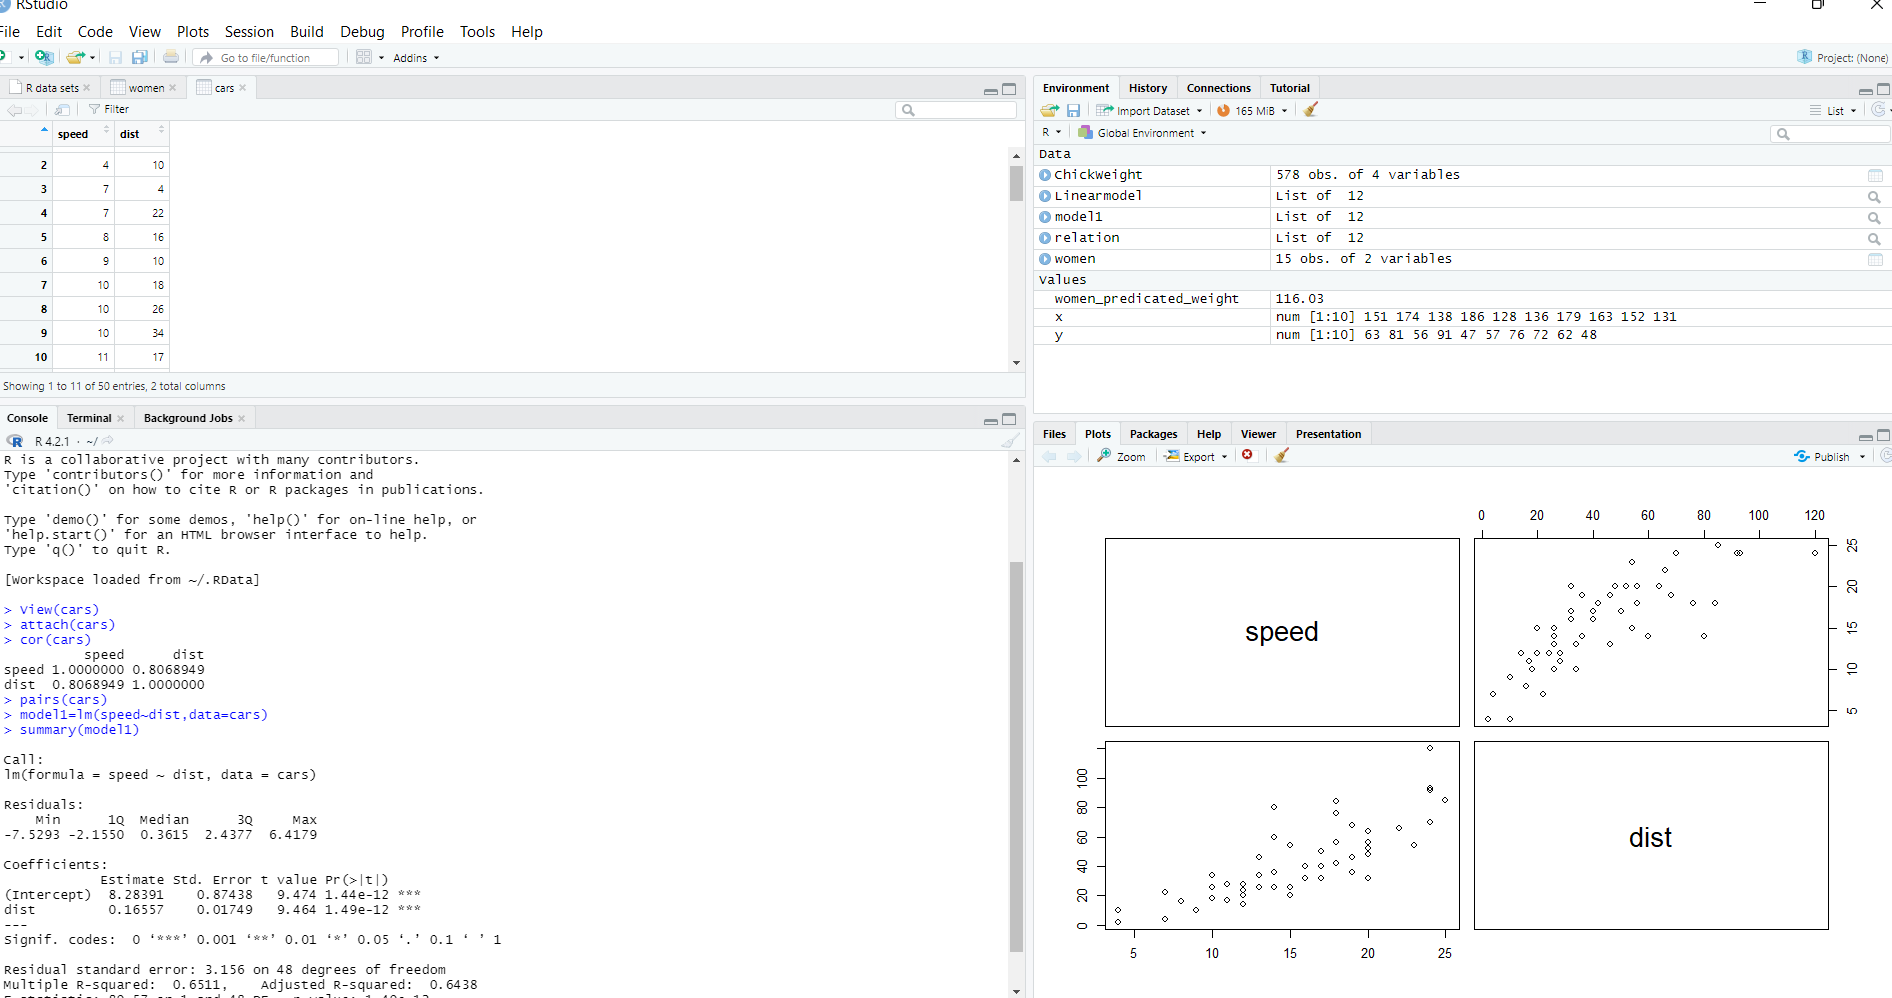 RStudio
File Edit Code View Plots Session Build Debug Profile Tools Help
Go to file/function Addins Project: (None)
R data sets women cars
Filter
speed dist
2 4 10
3 7 4
4 7 22
5 8 16
6 9 10
7 10 18
8 10 26
9 10 34
10 11 17
Showing 1 to 11 of 50 entries, 2 total columns
Console Terminal Background Jobs
R 4.2.1 · ~/
R is a collaborative project with many contributors.
Type 'contributors()' for more information and
'citation()' on how to cite R or R packages in publications.
Type 'demo()' for some demos, 'help()' for on-line help, or
'help.start()' for an HTML browser interface to help.
Type 'q()' to quit R.
[Workspace loaded from ~/.RData]
> View(cars)
> attach(cars)
> cor(cars)
speed dist
speed 1.0000000 0.8068949
dist 0.8068949 1.0000000
> pairs(cars)
> model1=lm(speed~dist,data=cars)
> summary(model1)
Call:
lm(formula = speed ~ dist, data = cars)
Residuals:
Min 1Q Median 3Q Max
-7.5293 -2.1550 0.3615 2.4377 6.4179
Coefficients:
Estimate Std. Error t value Pr(>|t|)
(Intercept) 8.28391 0.87438 9.474 1.44e-12 ***
dist 0.16557 0.01749 9.464 1.49e-12 ***
---
Signif. codes: 0 ‘***’ 0.001 ‘**’ 0.01 ‘*’ 0.05 ‘.’ 0.1 ‘ ’ 1
Residual standard error: 3.156 on 48 degrees of freedom
Multiple R-squared: 0.6511, Adjusted R-squared: 0.6438
Environment History Connections Tutorial
Import Dataset 165 MiB List
R Global Environment
Data
ChickWeight 578 obs. of 4 variables
Linearmodel List of 12
model1 List of 12
relation List of 12
women 15 obs. of 2 variables
Values
women_predicated_weight 116.03
x num [1:10] 151 174 138 186 128 136 179 163 152 131
y num [1:10] 63 81 56 91 47 57 76 72 62 48
Files Plots Packages Help Viewer Presentation
Zoom Export Publish
0 20 40 60 80 100 120
speed
5 10 15 20 25
0 20 40 60 80 100
dist
5 10 15 20 25